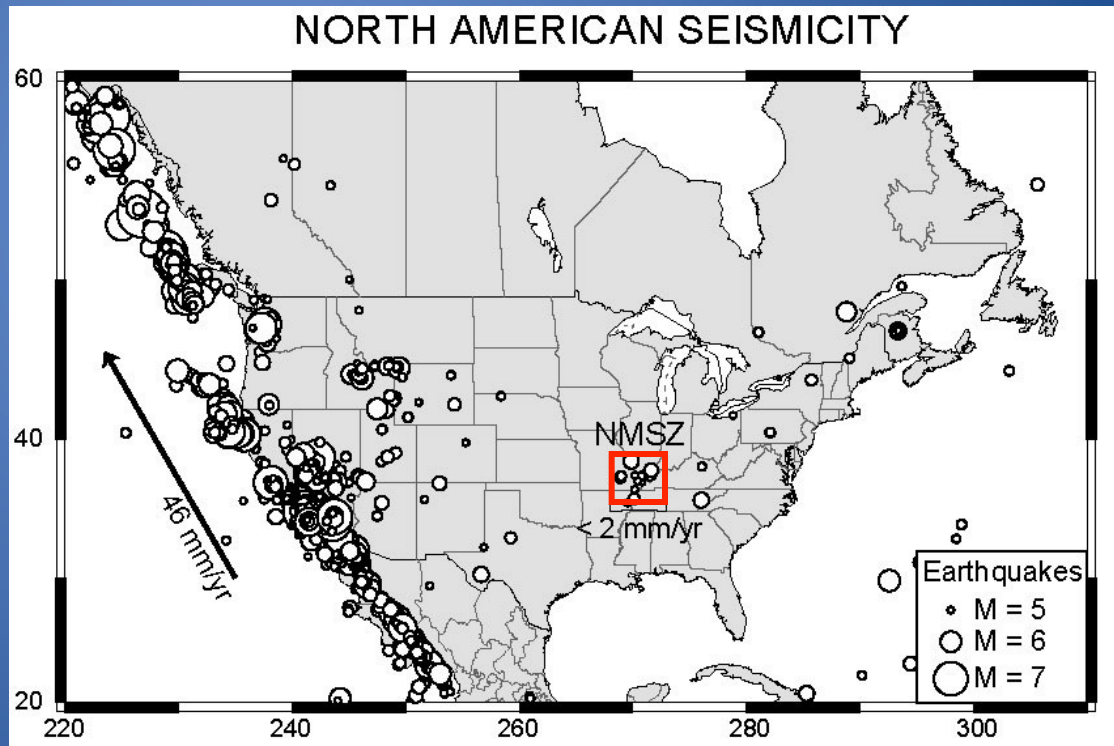 NORTH AMERICAN SEISMICITY
60
40
20
NMSZ
< 2 mm/yr
46 mm/yr
Earthquakes
M = 5
M = 6
M = 7
220 240 260 280 300